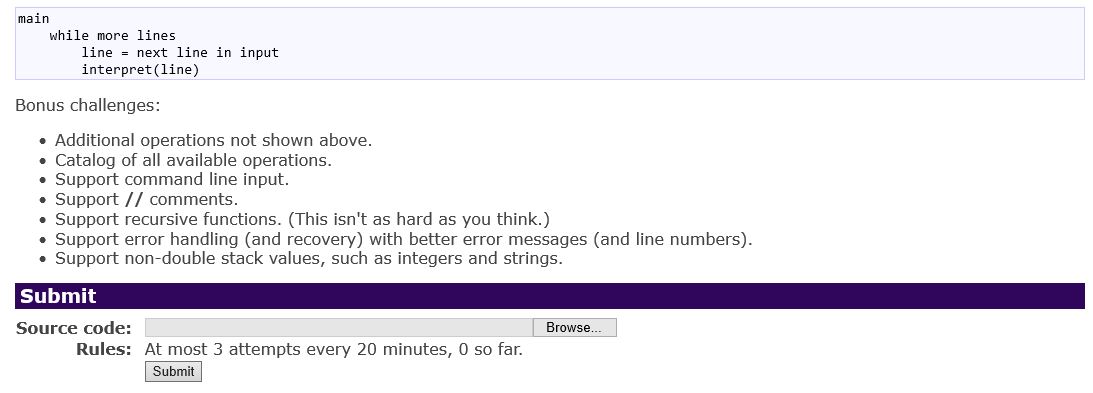 main
    while more lines
        line = next line in input
        interpret(line)
Bonus challenges:
• Additional operations not shown above.
• Catalog of all available operations.
• Support command line input.
• Support // comments.
• Support recursive functions. (This isn't as hard as you think.)
• Support error handling (and recovery) with better error messages (and line numbers).
• Support non-double stack values, such as integers and strings.
Submit
Source code: Browse...
Rules: At most 3 attempts every 20 minutes, 0 so far.
Submit